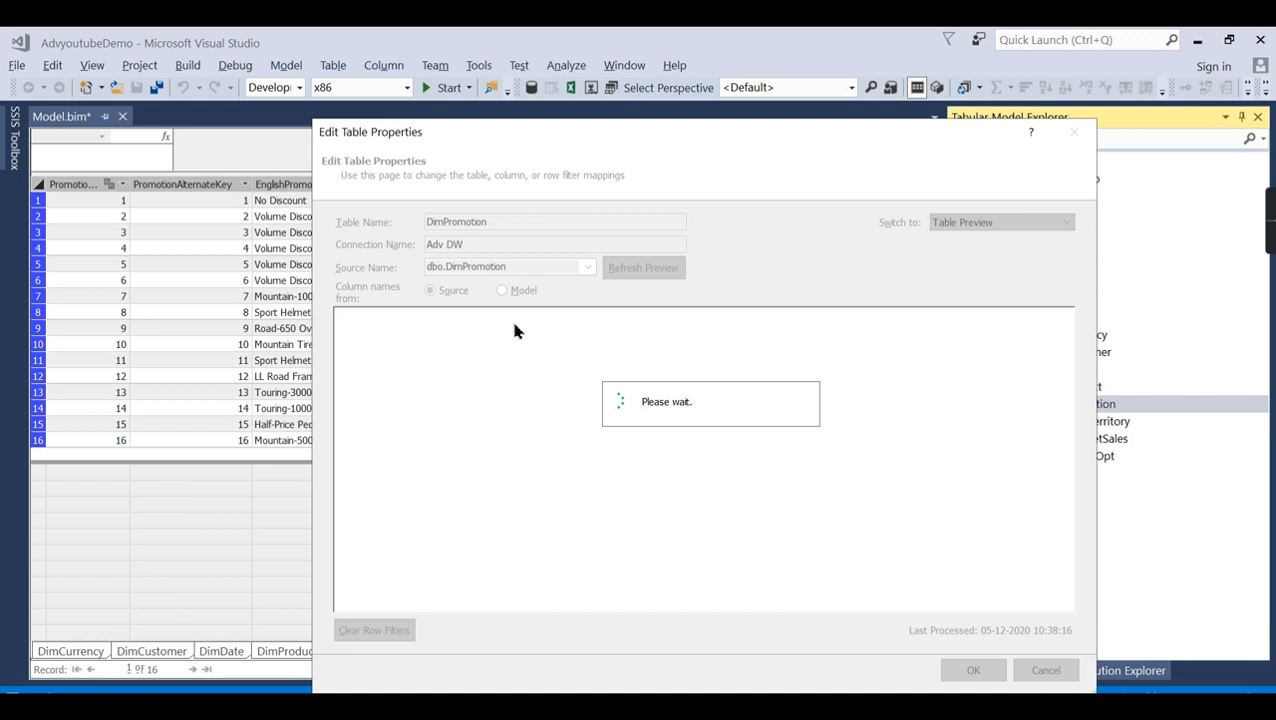 AdvyoutubeDemo - Microsoft Visual Studio
Quick Launch (Ctrl+Q)
File Edit View Project Build Debug Model Table Column Team Tools Test Analyze Window Help
Sign in
Develop x86 Start Select Perspective <Default>
SSIS Toolbox
Model.bim*
Tabular Model Explorer
fx
Promotio... PromotionAlternateKey EnglishPromo
1 1 1 No Discount
2 2 2 Volume Disco
3 3 3 Volume Disco
4 4 4 Volume Disco
5 5 5 Volume Disco
6 6 6 Volume Disco
7 7 7 Mountain-100
8 8 8 Sport Helmet
9 9 9 Road-650 Ov
10 10 10 Mountain Tire
11 11 11 Sport Helmet
12 12 12 LL Road Fram
13 13 13 Touring-3000
14 14 14 Touring-1000
15 15 15 Half-Price Ped
16 16 16 Mountain-500
DimCurrency DimCustomer DimDate DimProduc
Record: 1 of 16
Edit Table Properties
?
Edit Table Properties
Use this page to change the table, column, or row filter mappings
Table Name: DimPromotion
Switch to: Table Preview
Connection Name: Adv DW
Source Name: dbo.DimPromotion Refresh Preview
Column names from: Source Model
Please wait.
Clear Row Filters
Last Processed: 05-12-2020 10:38:16
OK Cancel
cy
ner
t
tion
rritory
etSales
Opt
ution Explorer